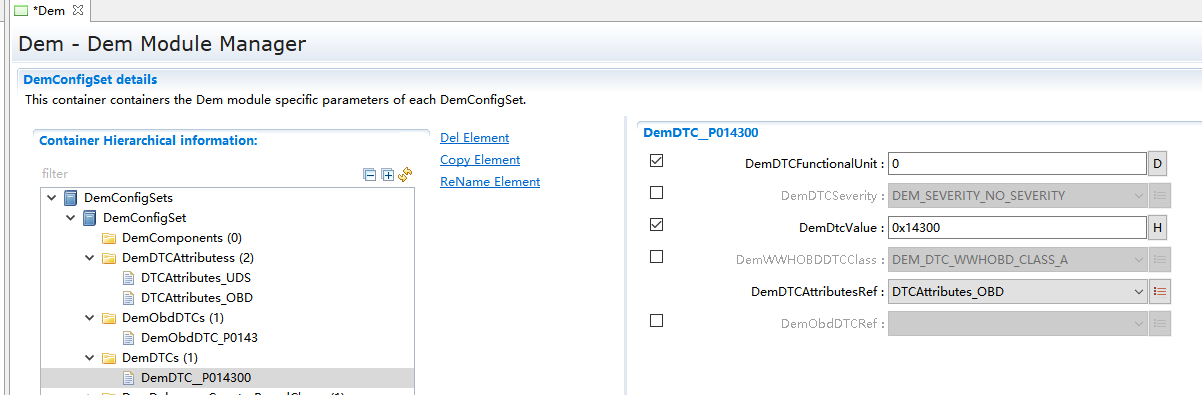 *Dem
Dem - Dem Module Manager
DemConfigSet details
This container containers the Dem module specific parameters of each DemConfigSet.
Container Hierarchical information:
filter
DemConfigSets
DemConfigSet
DemComponents (0)
DemDTCAttributess (2)
DTCAttributes_UDS
DTCAttributes_OBD
DemObdDTCs (1)
DemObdDTC_P0143
DemDTCs (1)
DemDTC__P014300
Del Element
Copy Element
ReName Element
DemDTC__P014300
DemDTCFunctionalUnit : 0 D
DemDTCSeverity : DEM_SEVERITY_NO_SEVERITY
DemDtcValue : 0x14300 H
DemWWHOBDDTCClass : DEM_DTC_WWHOBD_CLASS_A
DemDTCAttributesRef : DTCAttributes_OBD
DemObdDTCRef :